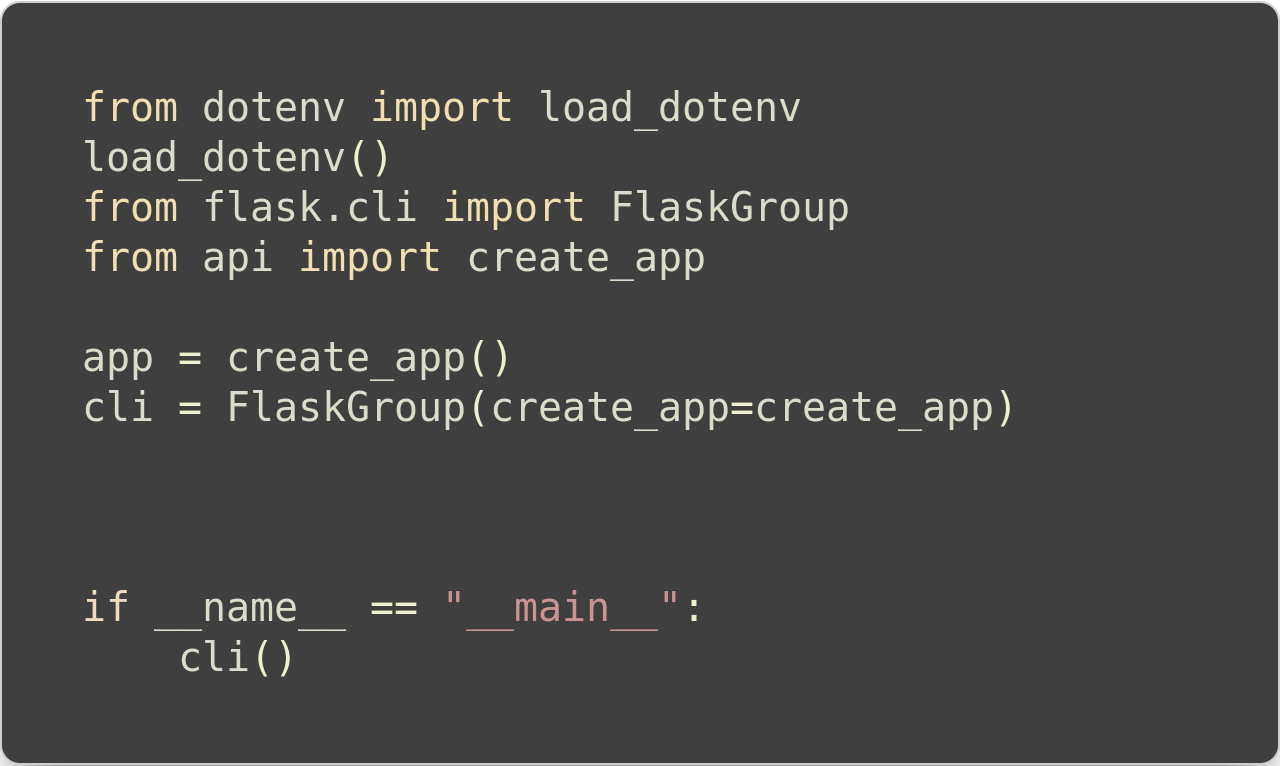 from dotenv import load_dotenv
load_dotenv()
from flask.cli import FlaskGroup
from api import create_app

app = create_app()
cli = FlaskGroup(create_app=create_app)



if __name__ == "__main__":
    cli()